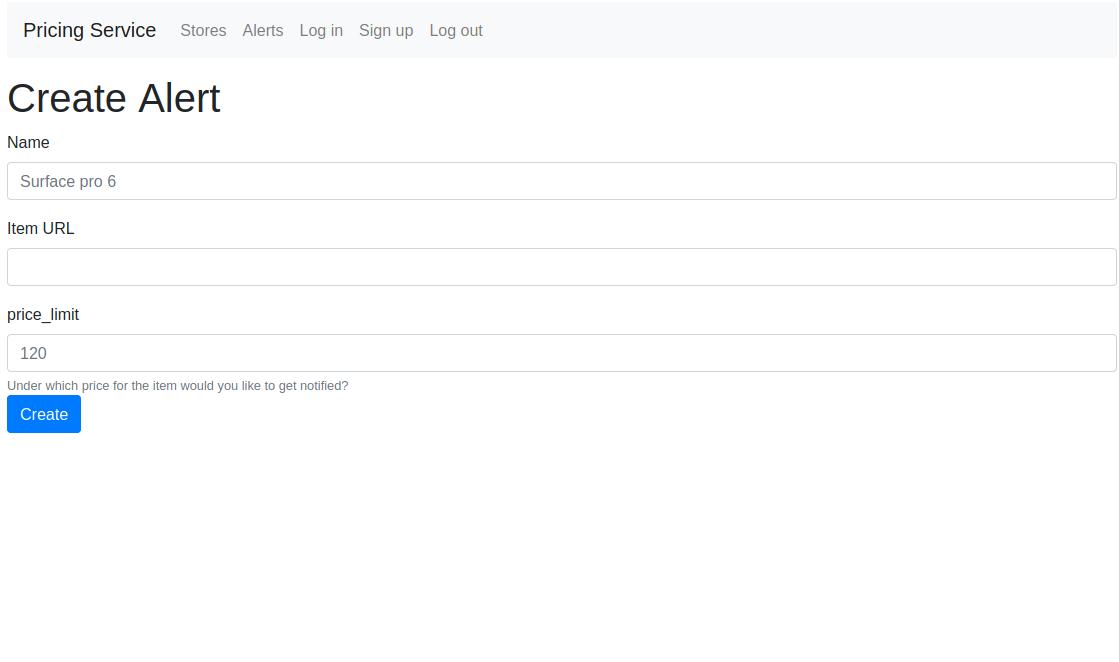 Pricing Service Stores Alerts Log in Sign up Log out
Create Alert
Name
Surface pro 6
Item URL
price_limit
120
Under which price for the item would you like to get notified?
Create